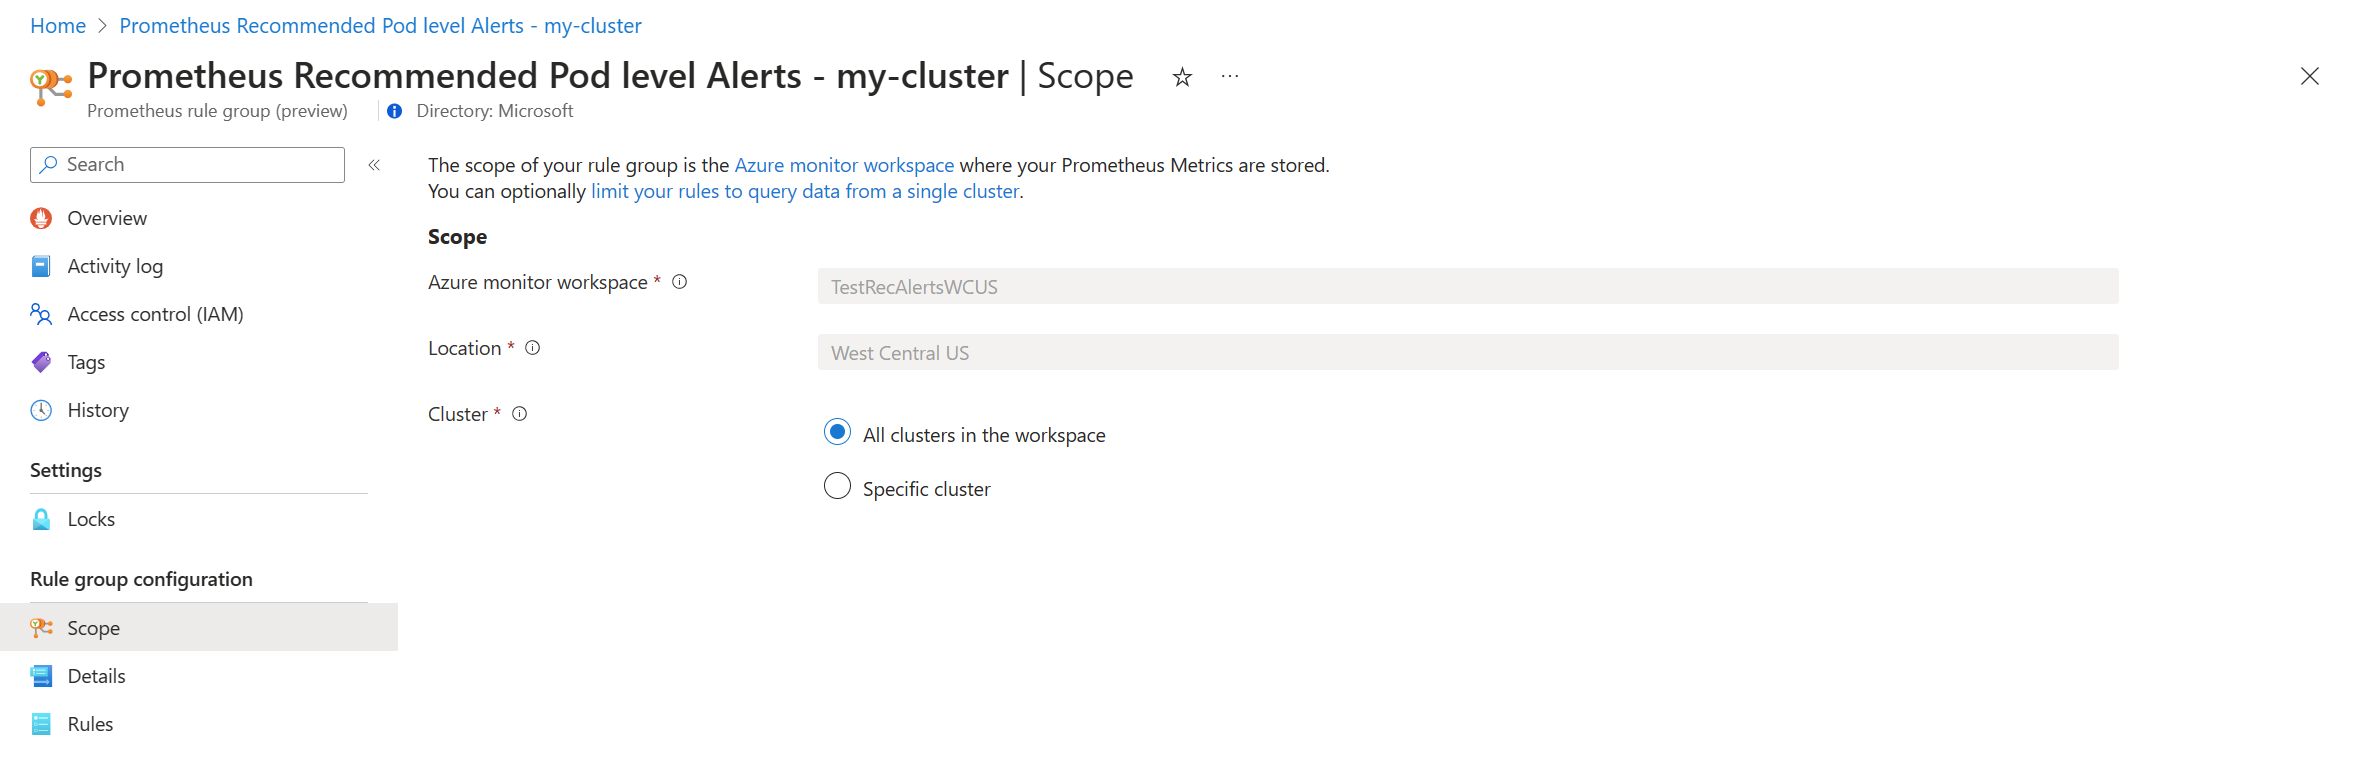 Home > Prometheus Recommended Pod level Alerts - my-cluster
Prometheus Recommended Pod level Alerts - my-cluster | Scope
Prometheus rule group (preview)
Directory: Microsoft
Search
Overview
Activity log
Access control (IAM)
Tags
History
Settings
Locks
Rule group configuration
Scope
Details
Rules
The scope of your rule group is the Azure monitor workspace where your Prometheus Metrics are stored.
You can optionally limit your rules to query data from a single cluster.
Scope
Azure monitor workspace *
TestRecAlertsWCUS
Location *
West Central US
Cluster *
All clusters in the workspace
Specific cluster